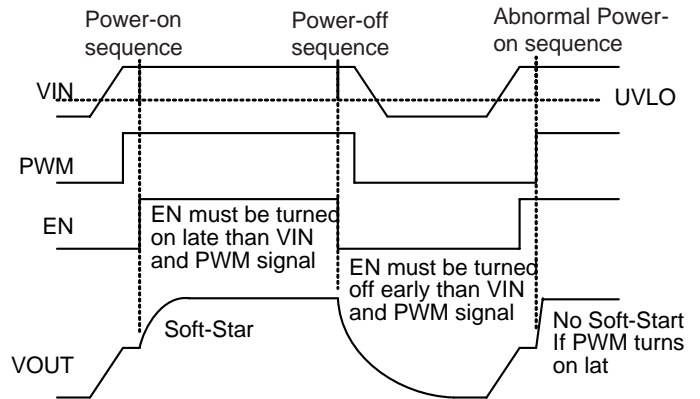 Power-on
sequence
Power-off
sequence
Abnormal Power-
on sequence
VIN
UVLO
PWM
EN
EN must be turned
on late than VIN
and PWM signal
EN must be turned
off early than VIN
and PWM signal
Soft-Star
No Soft-Start
If PWM turns
on lat
VOUT